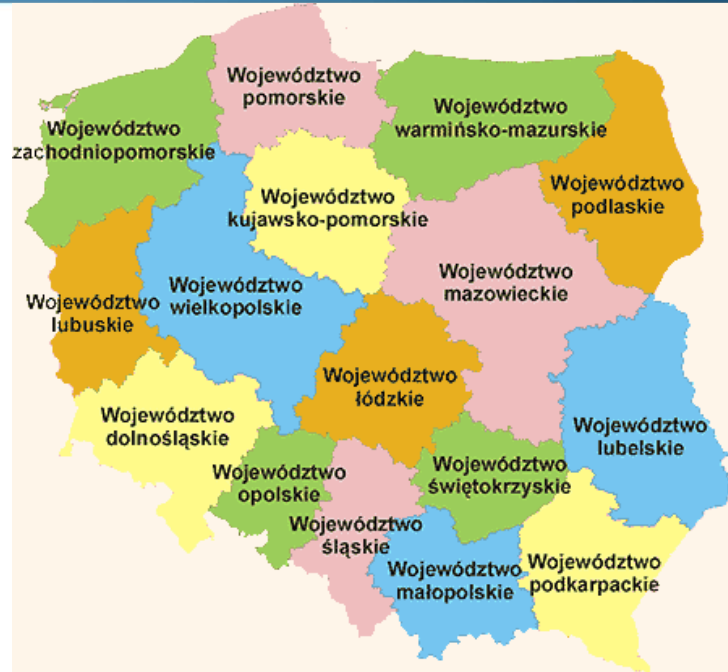 Województwo
pomorskie
Województwo
warmińsko-mazurskie
Województwo
zachodniopomorskie
Województwo
podlaskie
Województwo
kujawsko-pomorskie
Województwo
mazowieckie
Województwo
wielkopolskie
Województwo
lubuskie
Województwo
łódzkie
Województwo
dolnośląskie
Województwo
lubelskie
Województwo
opolskie
Województwo
świętokrzyskie
Województwo
śląskie
Województwo
małopolskie
Województwo
podkarpackie